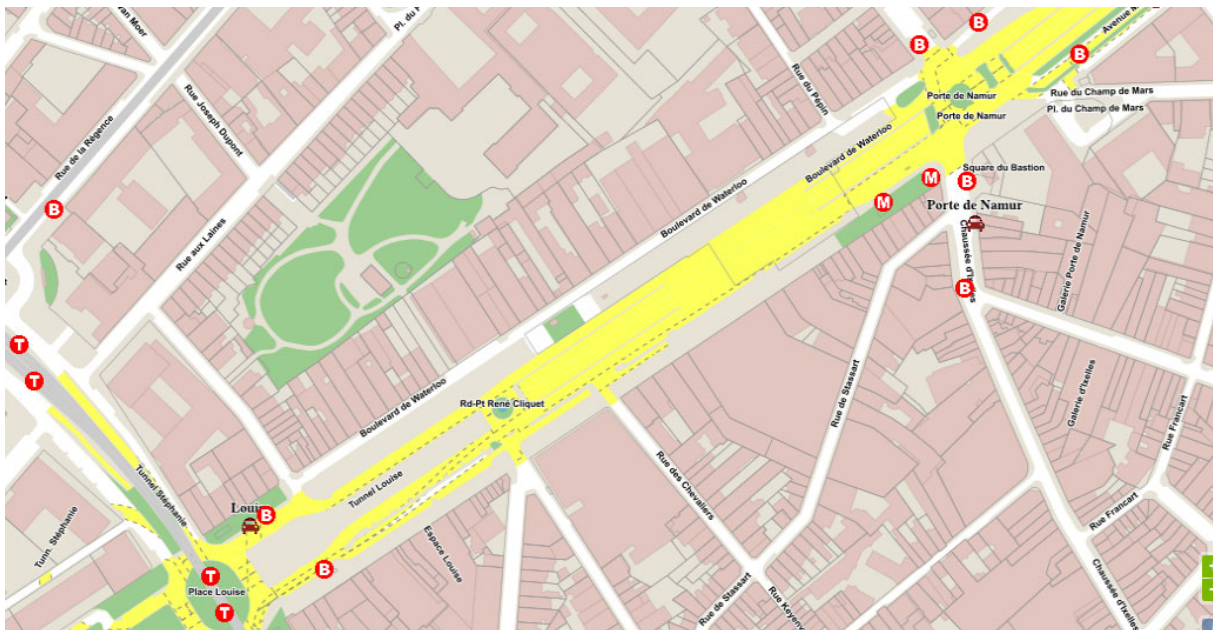 van Moer
B
B
Avenue M
B
Rue du Pépin
Rue Joseph Dupont
Porte de Namur
Rue du Champ de Mars
Pl. du Champ de Mars
Porte de Namur
Rue de la Régence
Boulevard de Waterloo
Square du Bastion
M
B
M
Porte de Namur
B
Boulevard de Waterloo
Rue aux Laines
Chaussée d'Ixelles
Galerie Porte de Namur
B
T
T
Rue de Stassart
Boulevard de Waterloo
Rd-Pt René Cliquet
Galerie d'Ixelles
Rue Francart
Tunnel Stéphanie
Tunnel Louise
Rue des Chevaliers
B
Rue Francart
Tunn. Stéphanie
Espace Louise
B
T
Place Louise
T
Rue de Stassart
Rue Keyenv
Chaussée d'Ixelles